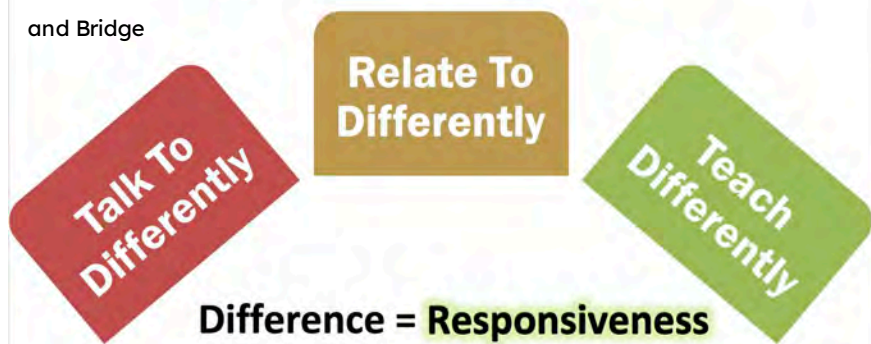 and Bridge
Relate To
Differently
Talk To
Differently
Teach
Differently
Difference = Responsiveness